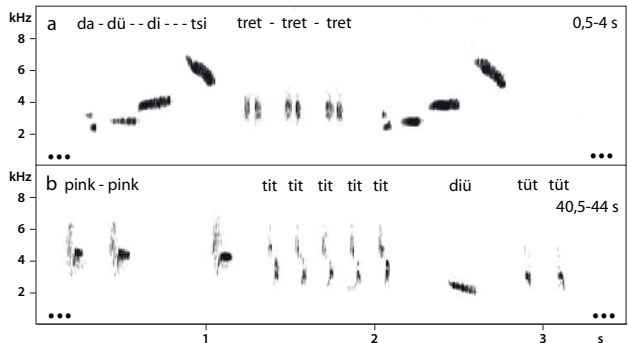 kHz
a da - dü - - di - - - tsi tret - tret - tret 0,5-4 s
8
6
4
2
•••
•••
kHz
b pink - pink tit tit tit tit tit diü tüt tüt
40,5-44 s
8
6
4
2
•••
•••
1 2 3 s